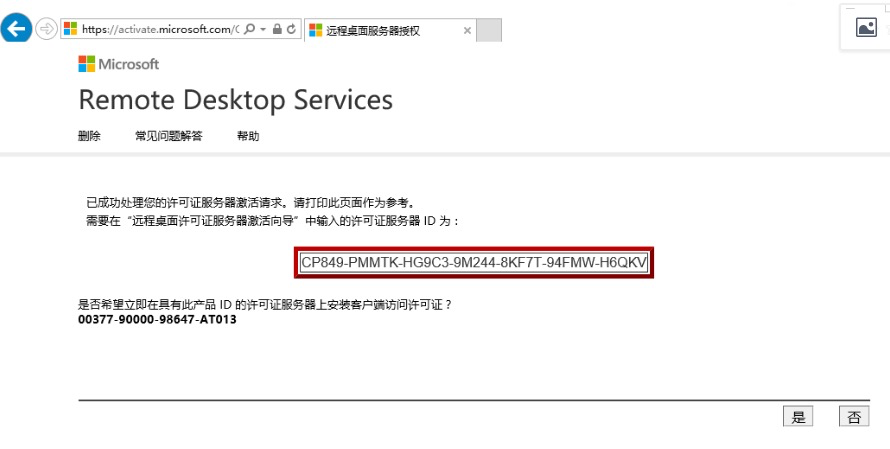 https://activate.microsoft.com/(
远程桌面服务器授权
Microsoft
Remote Desktop Services
删除 常见问题解答 帮助
已成功处理您的许可证服务器激活请求。请打印此页面作为参考。
需要在“远程桌面许可证服务器激活向导”中输入的许可证服务器 ID 为：
CP849-PMMTK-HG9C3-9M244-8KF7T-94FMW-H6QKV
是否希望立即在具有此产品 ID 的许可证服务器上安装客户端访问许可证？
00377-90000-98647-AT013
是 否